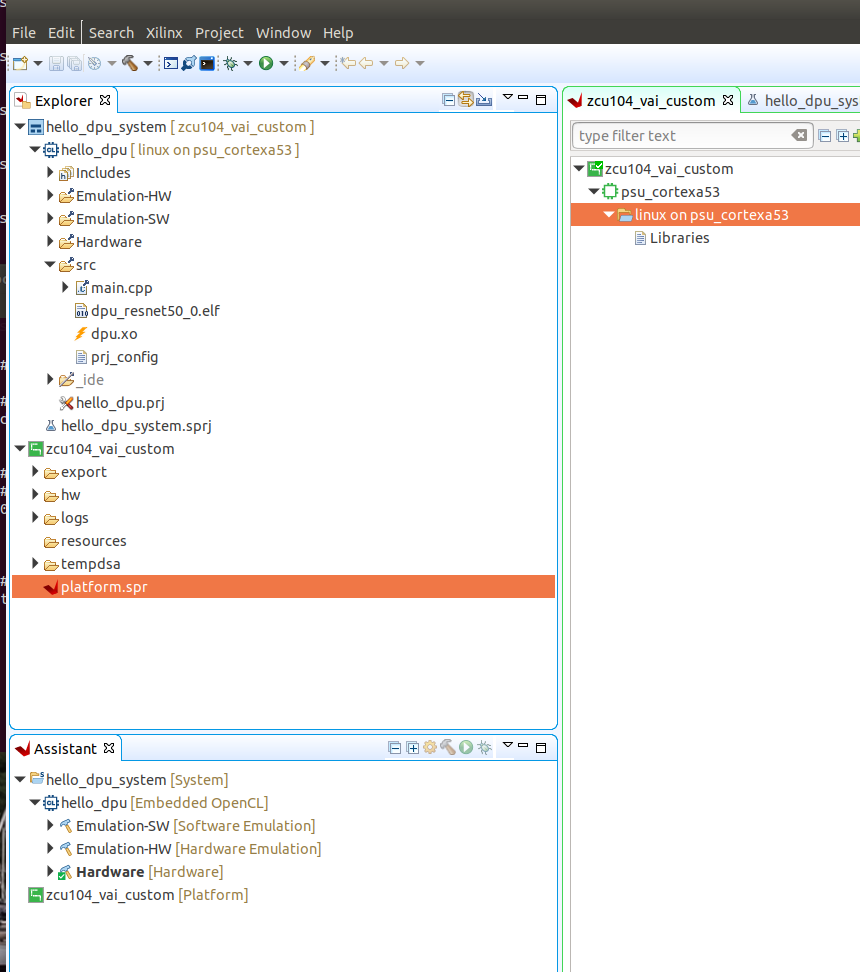 File Edit Search Xilinx Project Window Help
Explorer
hello_dpu_system [ zcu104_vai_custom ]
hello_dpu [ linux on psu_cortexa53 ]
Includes
Emulation-HW
Emulation-SW
Hardware
src
main.cpp
dpu_resnet50_0.elf
dpu.xo
prj_config
_ide
hello_dpu.prj
hello_dpu_system.sprj
zcu104_vai_custom
export
hw
logs
resources
tempdsa
platform.spr
Assistant
hello_dpu_system [System]
hello_dpu [Embedded OpenCL]
Emulation-SW [Software Emulation]
Emulation-HW [Hardware Emulation]
Hardware [Hardware]
zcu104_vai_custom [Platform]
zcu104_vai_custom hello_dpu_sys
type filter text
zcu104_vai_custom
psu_cortexa53
linux on psu_cortexa53
Libraries